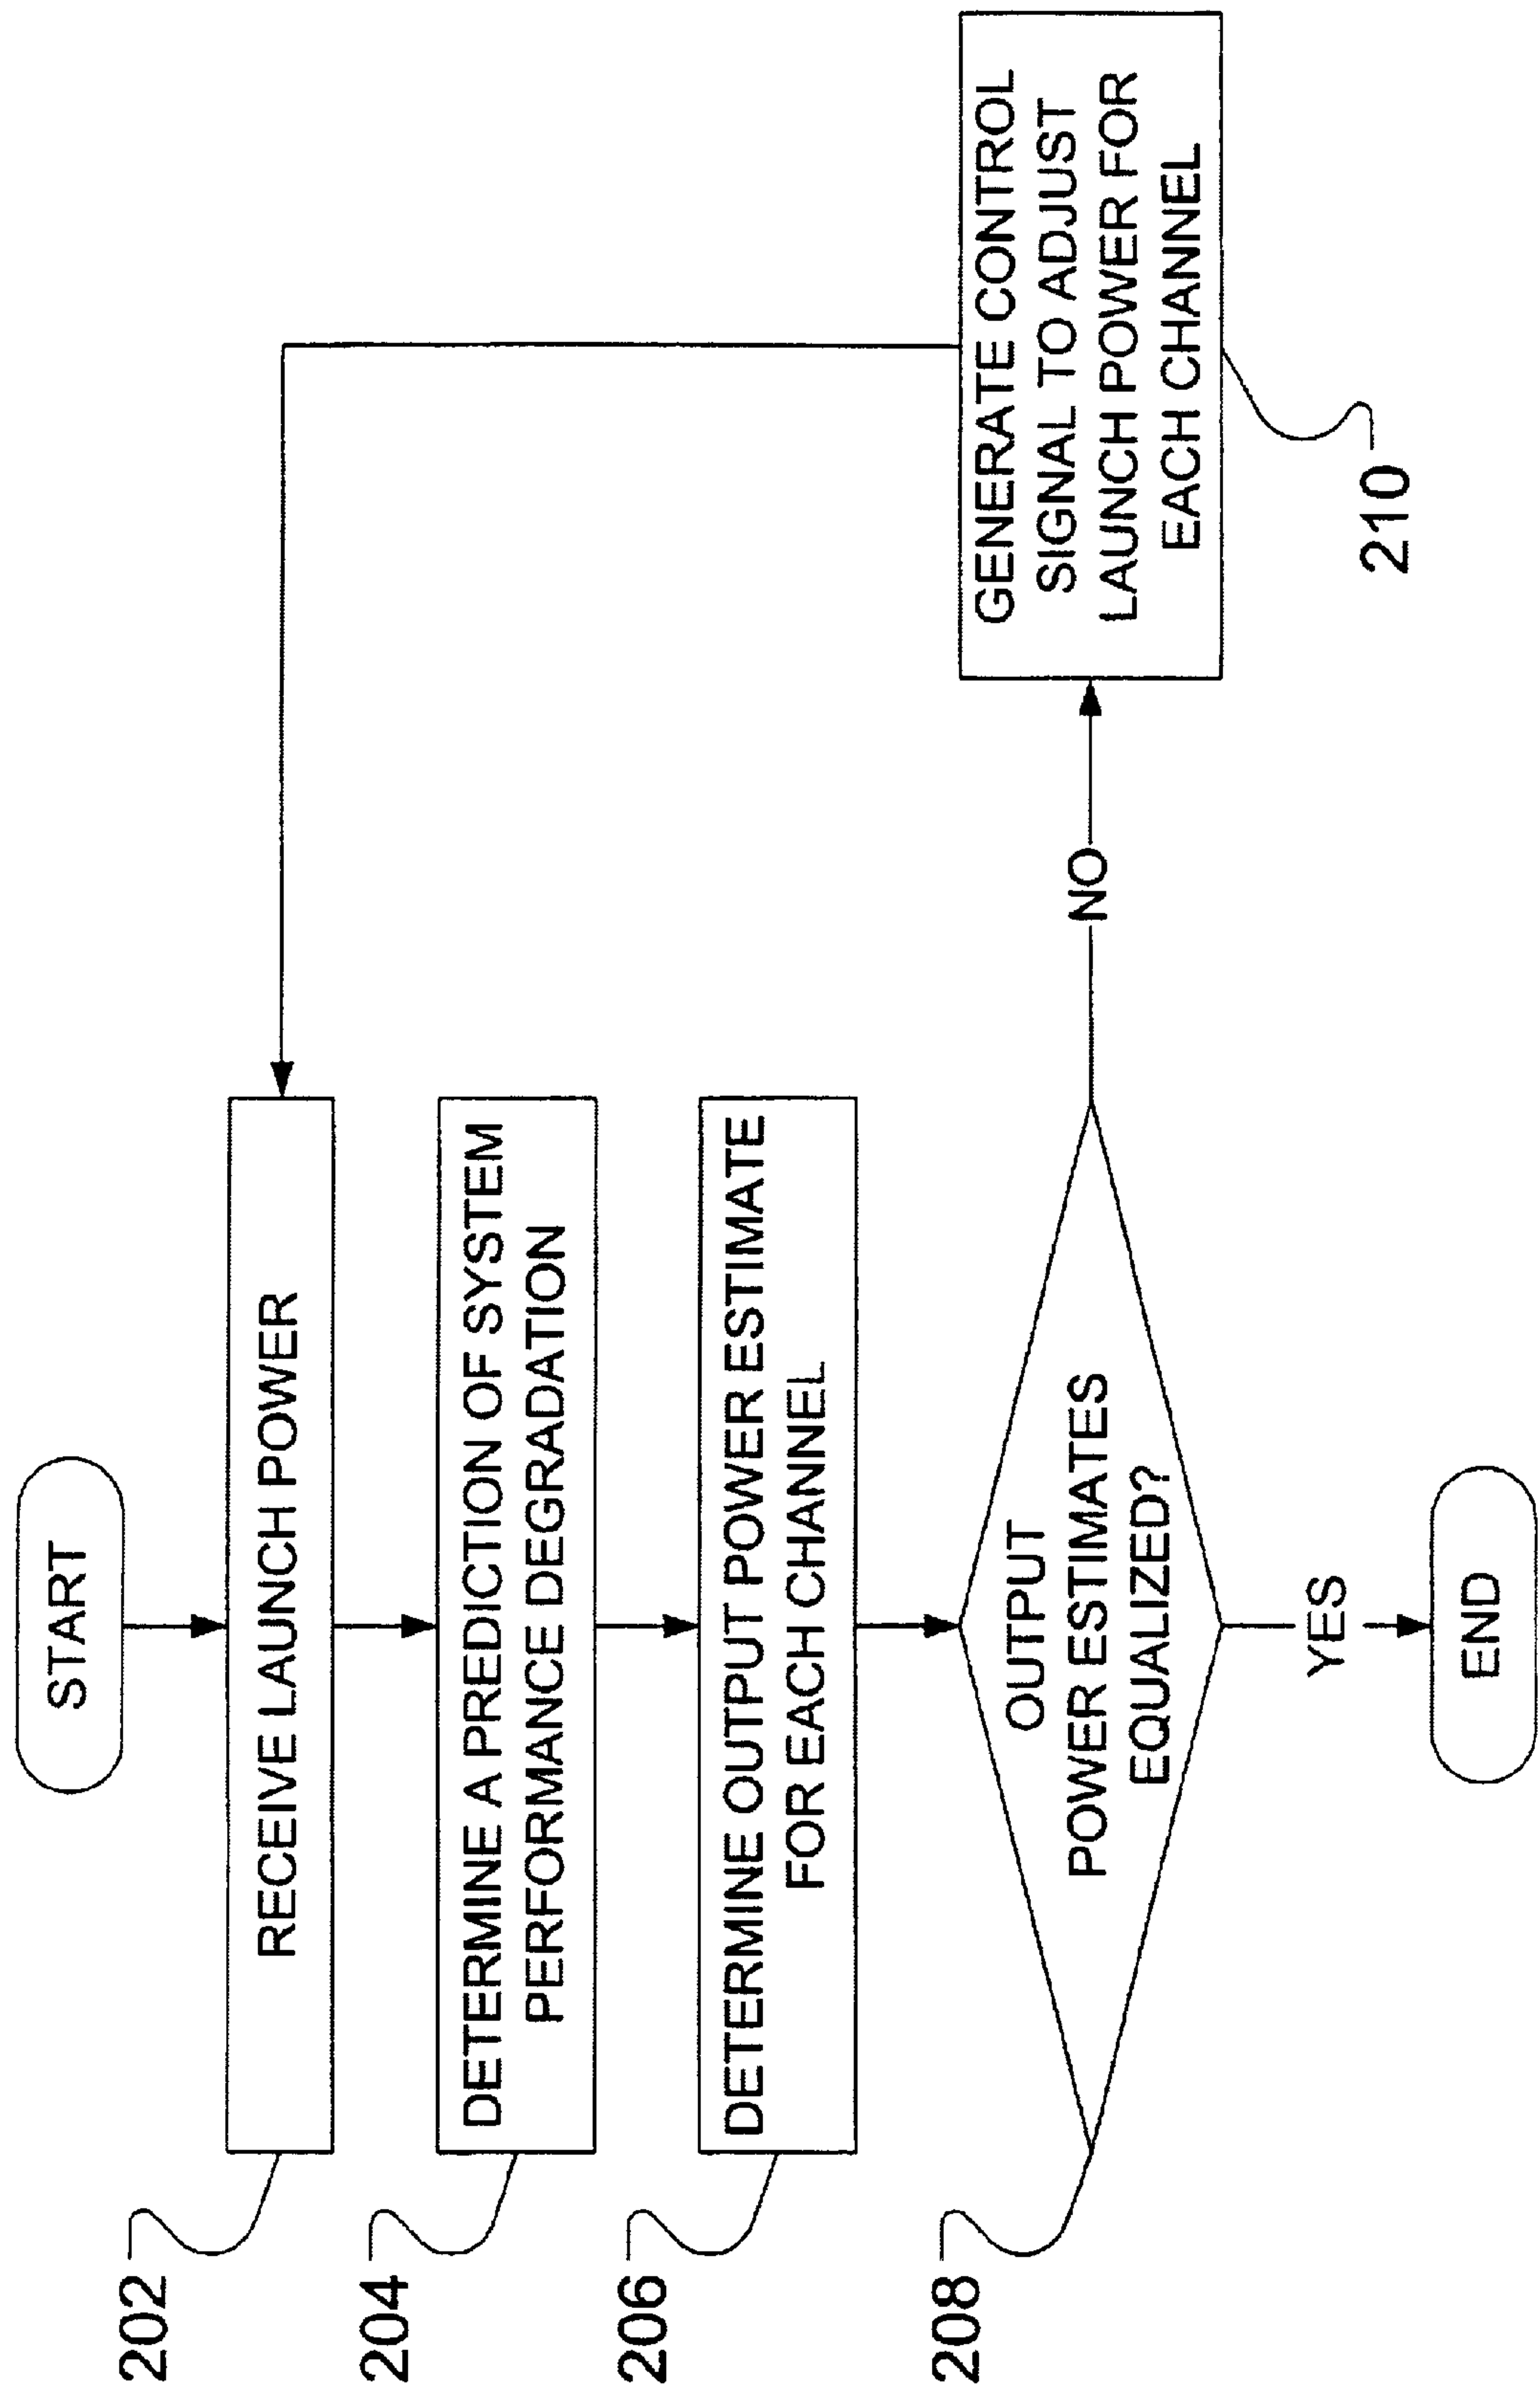 START
202
RECEIVE LAUNCH POWER
204
DETERMINE A PREDICTION OF SYSTEM
PERFORMANCE DEGRADATION
206
DETERMINE OUTPUT POWER ESTIMATE
FOR EACH CHANNEL
208
OUTPUT
POWER ESTIMATES
EQUALIZED?
NO
GENERATE CONTROL
SIGNAL TO ADJUST
LAUNCH POWER FOR
EACH CHANNEL
210
YES
END